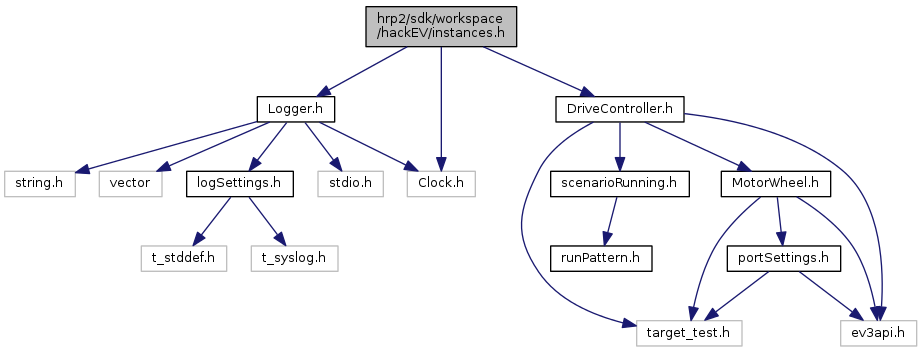 hrp2/sdk/workspace
/hackEV/instances.h
Logger.h
DriveController.h
string.h
vector
logSettings.h
stdio.h
Clock.h
scenarioRunning.h
MotorWheel.h
t_stddef.h
t_syslog.h
runPattern.h
portSettings.h
target_test.h
ev3api.h